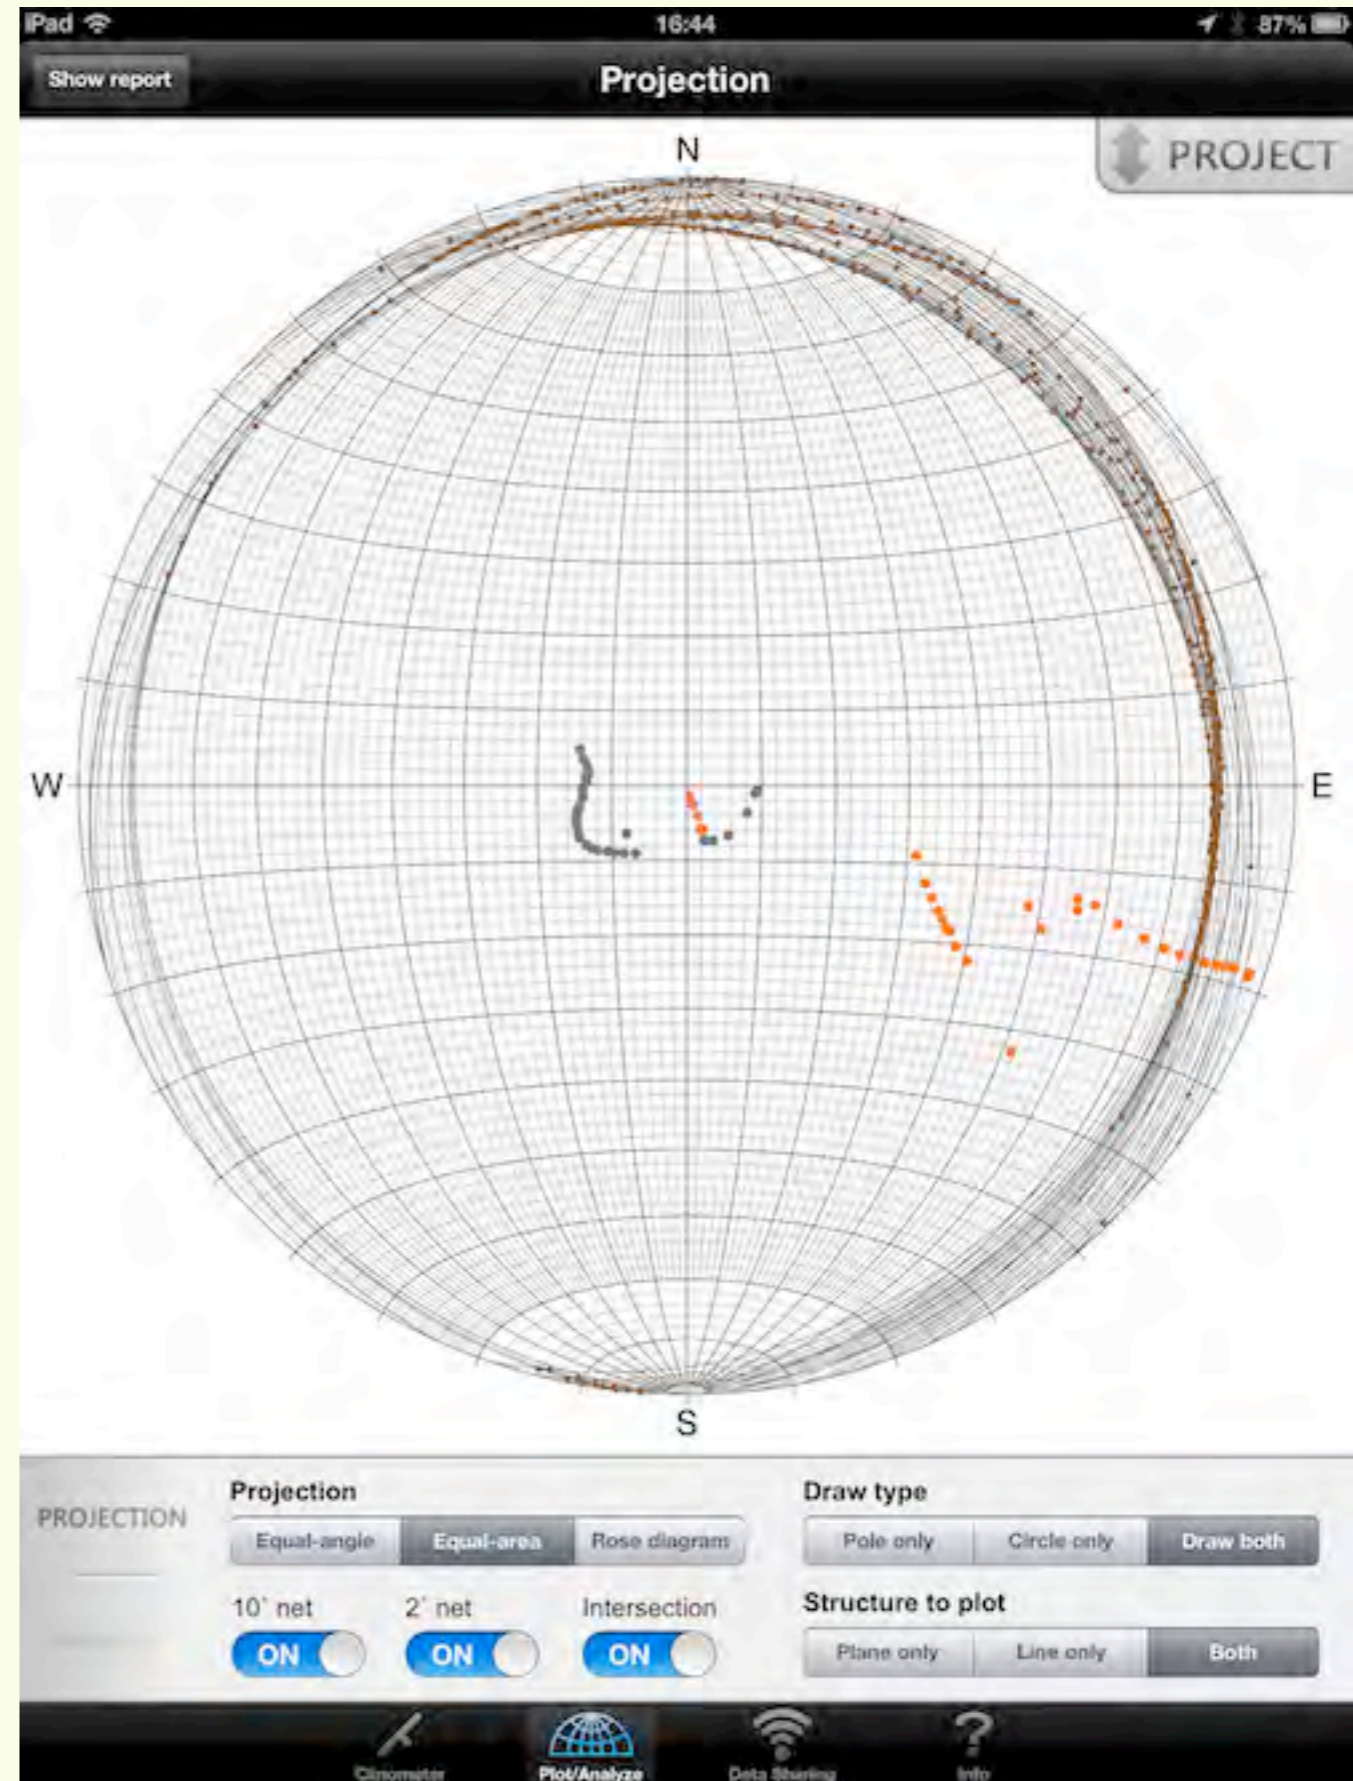 iPad 16:44 87%
Show report Projection
PROJECT
N
W E
S
PROJECTION
Projection
Equal-angle Equal-area Rose diagram
10° net 2° net Intersection
ON ON ON
Draw type
Pole only Circle only Draw both
Structure to plot
Plane only Line only Both
Clinometer Plot/Analyze Data Sharing Info